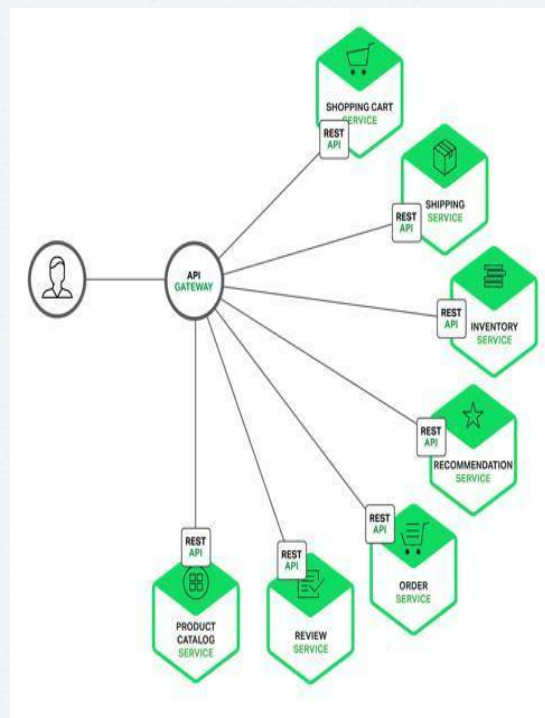 SHOPPING CART
SERVICE
REST
API
SHIPPING
SERVICE
REST
API
API
GATEWAY
REST
API
INVENTORY
SERVICE
REST
API
RECOMMENDATION
SERVICE
REST
API
ORDER
SERVICE
REST
API
REVIEW
SERVICE
REST
API
PRODUCT
CATALOG
SERVICE